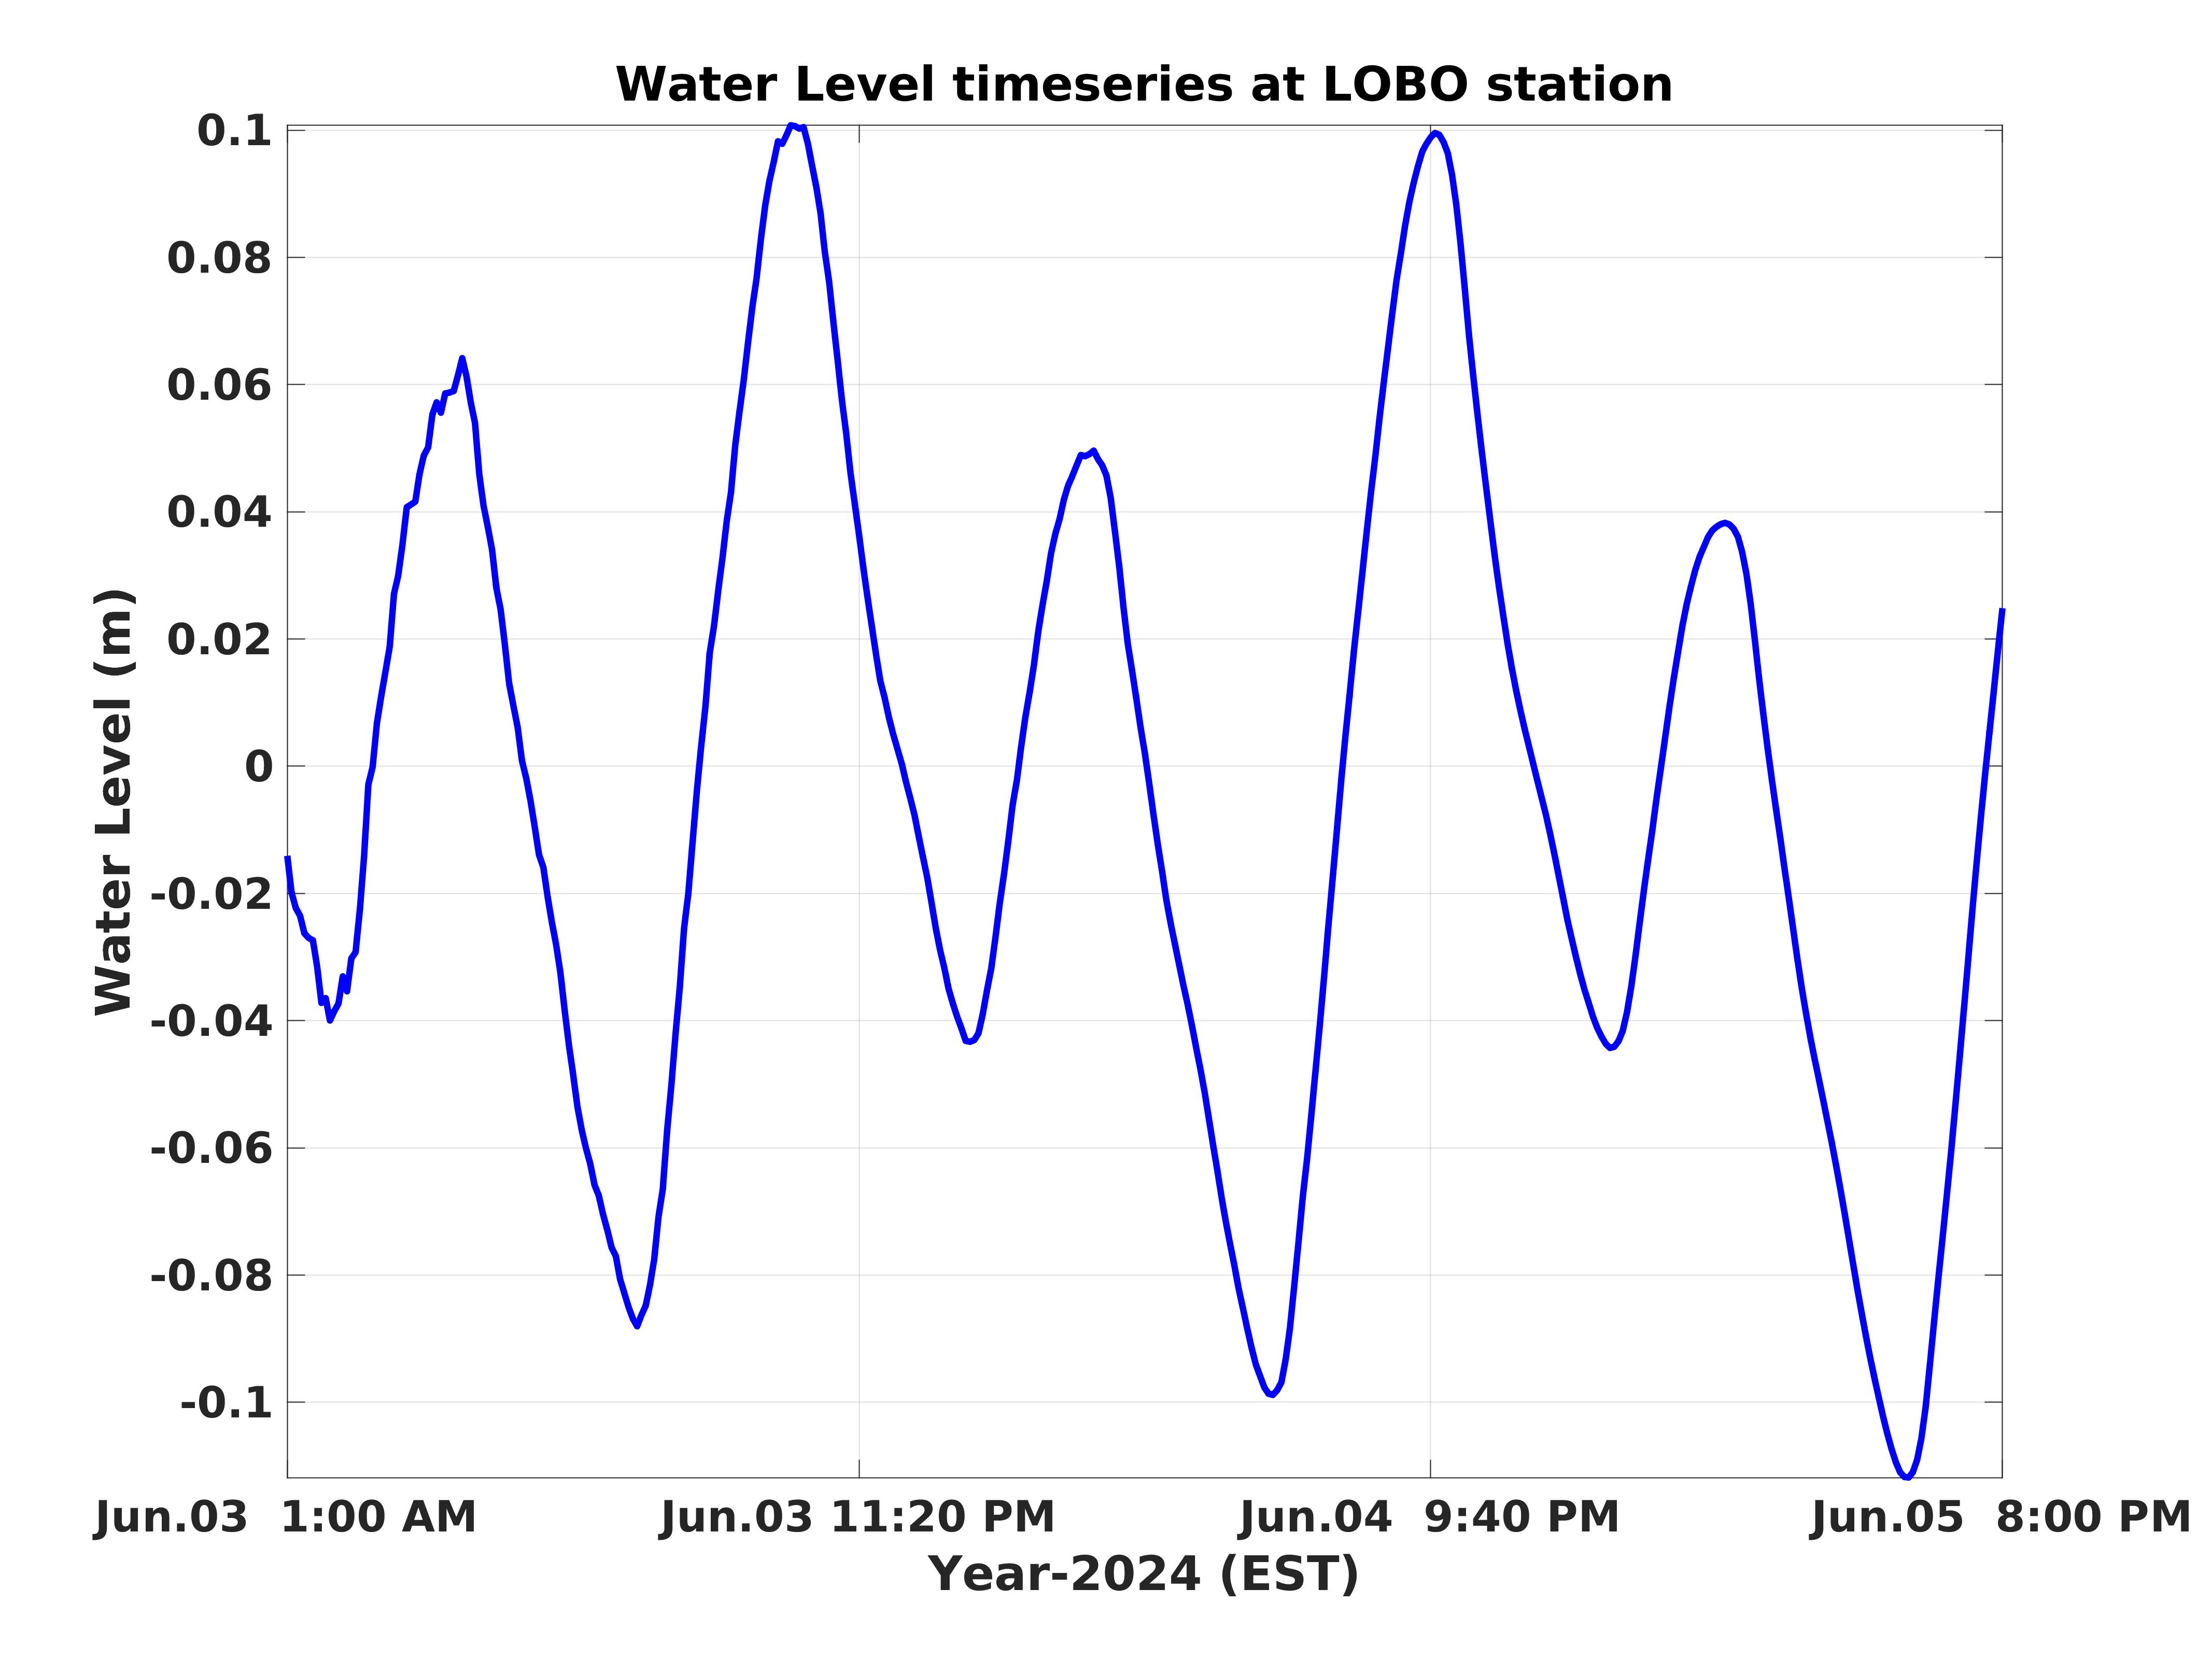 Water Level timeseries at LOBO station
0.1
0.08
0.06
0.04
0.02
0
-0.02
-0.04
-0.06
-0.08
-0.1
Water Level (m)
Jun.03  1:00 AM
Jun.03 11:20 PM
Jun.04  9:40 PM
Jun.05  8:00 PM
Year-2024 (EST)